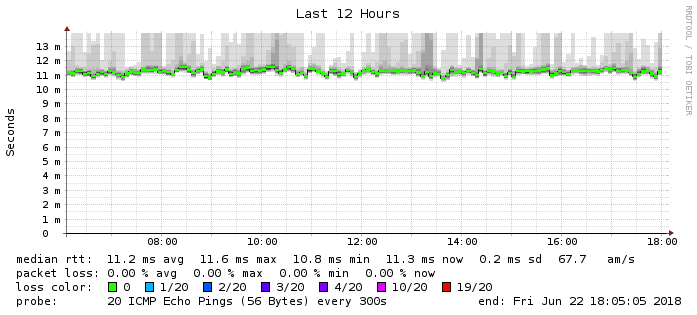 Last 12 Hours
RRDTOOL / TOBI OETIKER
Seconds
13 m
12 m
11 m
10 m
9 m
8 m
7 m
6 m
5 m
4 m
3 m
2 m
1 m
0
08:00 10:00 12:00 14:00 16:00 18:00
median rtt: 11.2 ms avg 11.6 ms max 10.8 ms min 11.3 ms now 0.2 ms sd 67.7 am/s
packet loss: 0.00 % avg 0.00 % max 0.00 % min 0.00 % now
loss color: 0 1/20 2/20 3/20 4/20 10/20 19/20
probe: 20 ICMP Echo Pings (56 Bytes) every 300s end: Fri Jun 22 18:05:05 2018